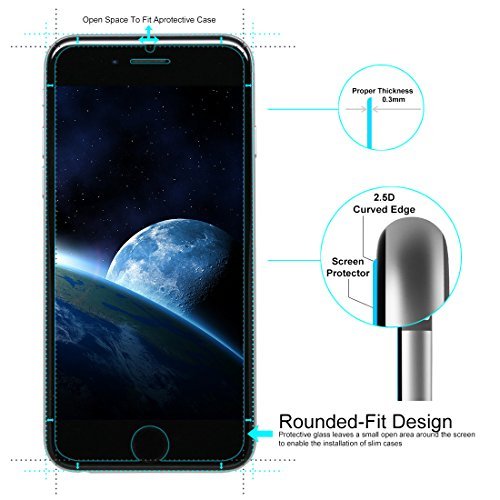 Open Space To Fit Aprotective Case
Proper Thickness
0.3mm
2.5D
Curved Edge
Screen
Protector
Rounded-Fit Design
Protective glass leaves a small open area around the screen
to enable the installation of slim cases